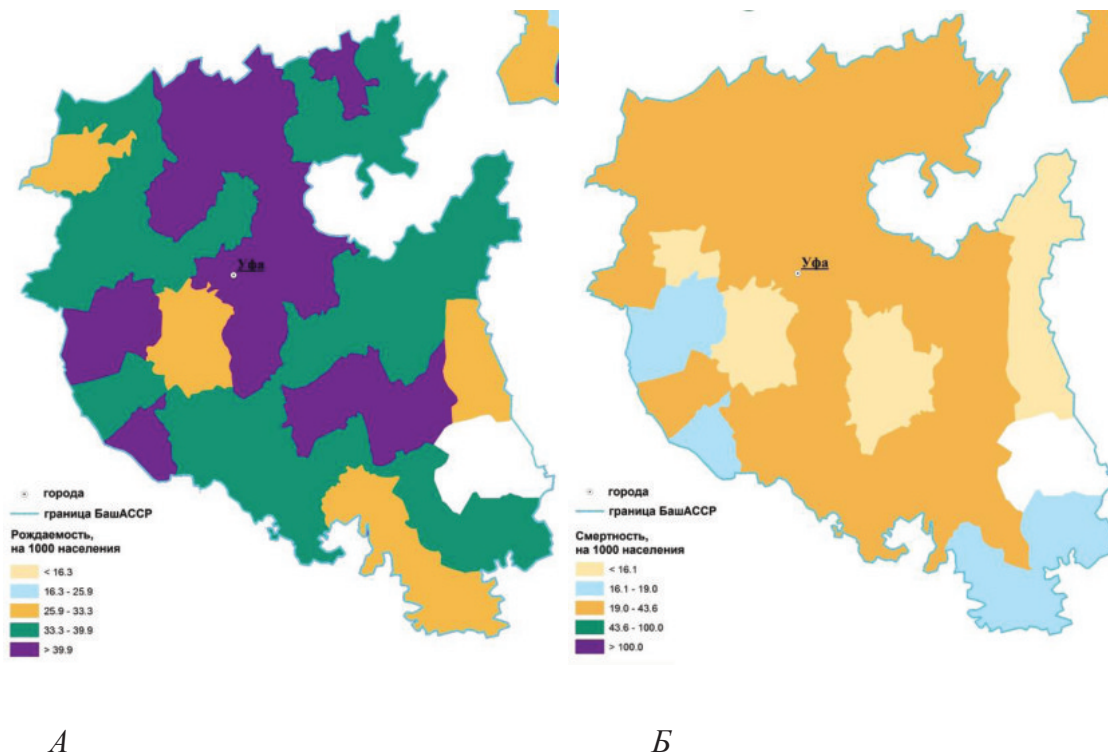 Уфа
города
граница БашАССР
Рождаемость,
на 1000 населения
< 16.3
16.3 - 25.9
25.9 - 33.3
33.3 - 39.9
> 39.9
А
Уфа
города
граница БашАССР
Смертность,
на 1000 населения
< 16.1
16.1 - 19.0
19.0 - 43.6
43.6 - 100.0
> 100.0
Б